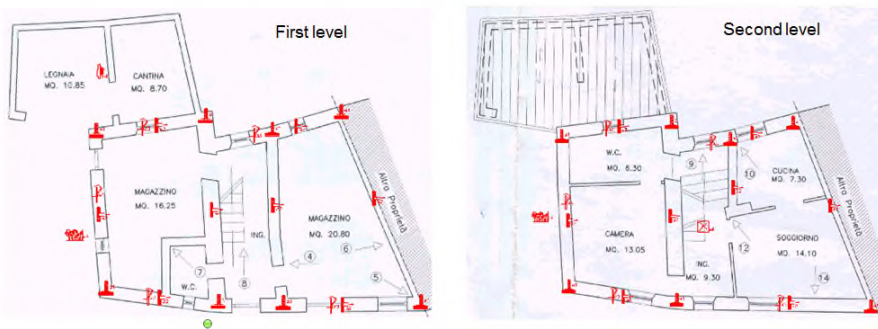 First level
LEGNAIA
MQ. 10.85
CANTINA
MQ. 8.70
MAGAZZINO
MQ. 16.25
ING.
MAGAZZINO
MQ. 20.80
Altra Proprietà
W.C.
4
5
6
7
8
Second level
W.C.
MQ. 6.30
CUCINA
MQ. 7.30
CAMERA
MQ. 13.05
SOGGIORNO
MQ. 14.10
ING.
MQ. 9.30
Altra Proprietà
9
10
12
14